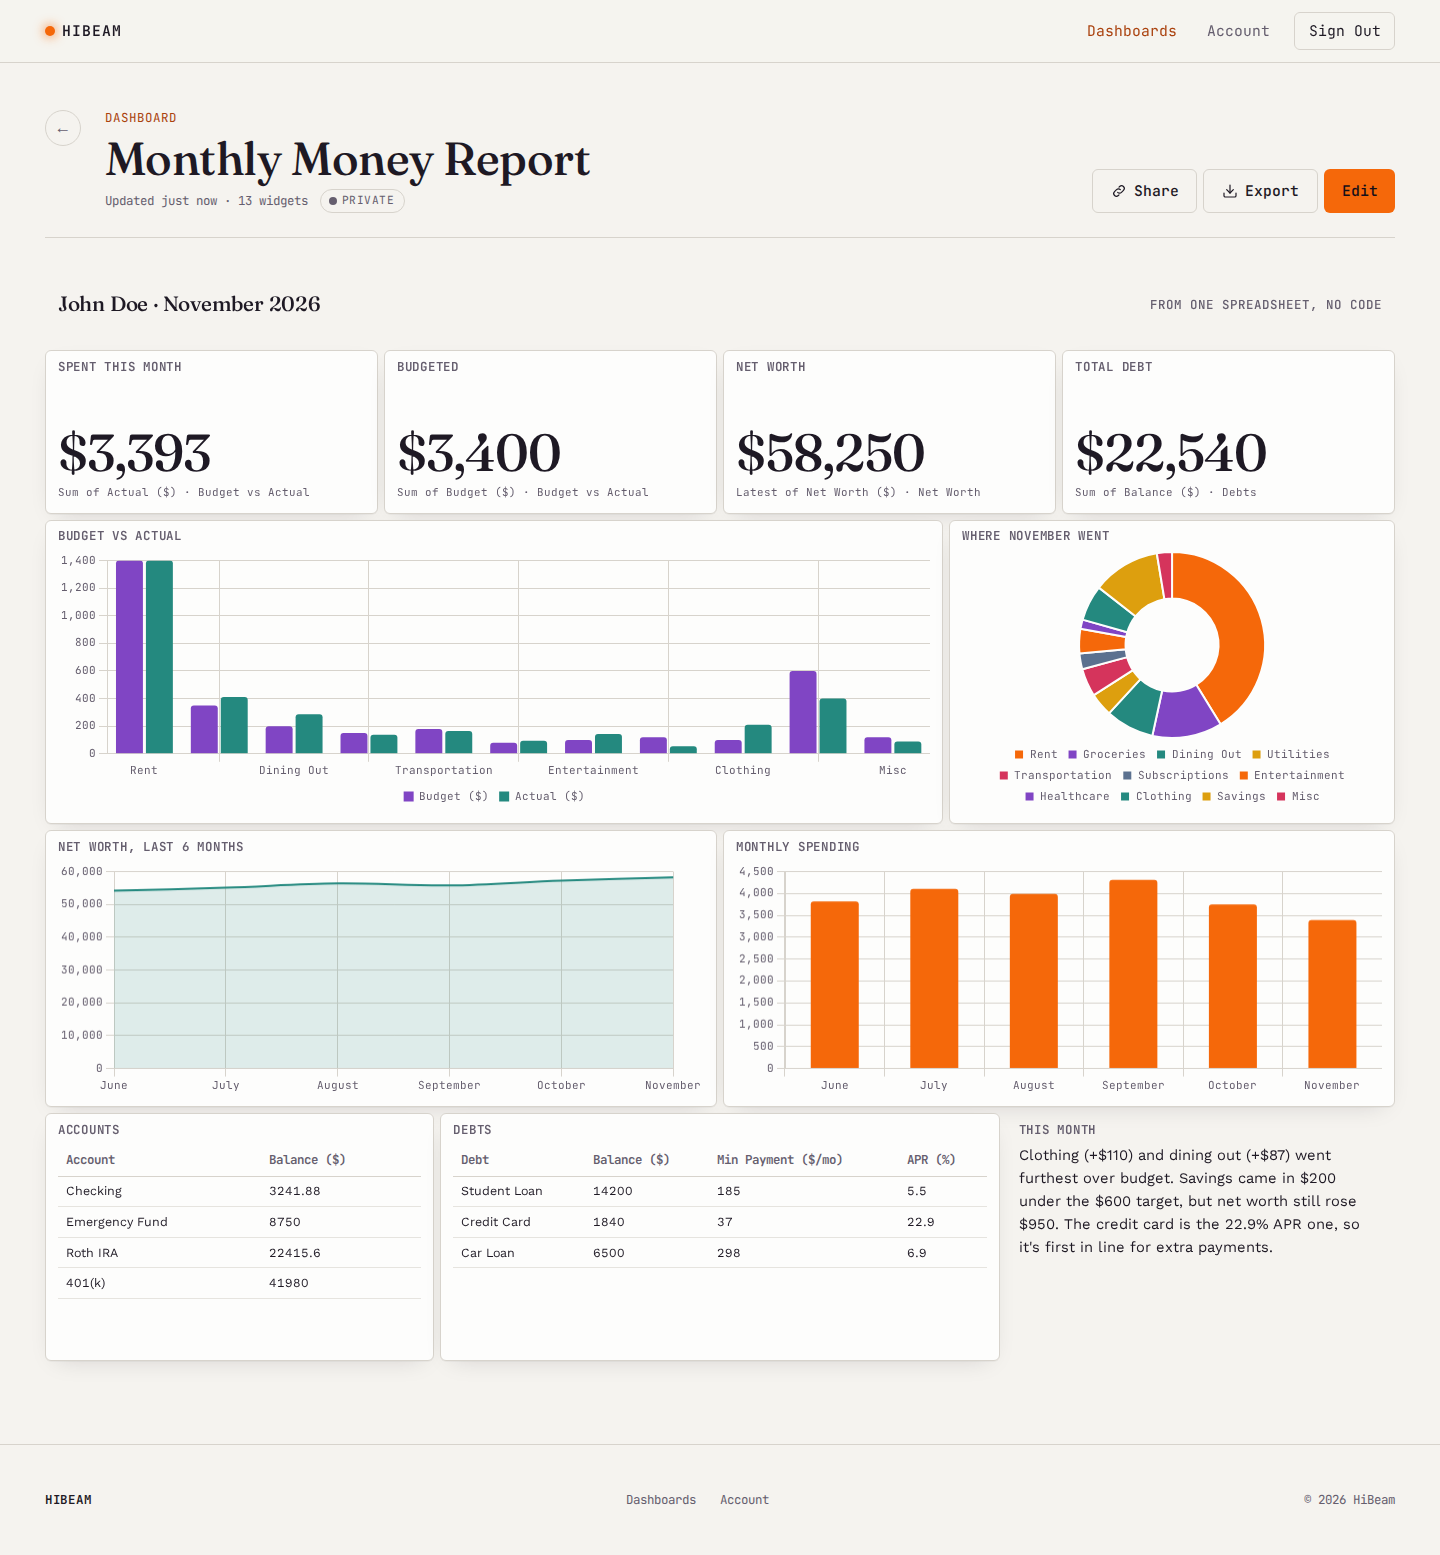 HIBEAM
Dashboards Account Sign Out
←
DASHBOARD
Monthly Money Report
Updated just now · 13 widgets PRIVATE
Share Export Edit
John Doe · November 2026
FROM ONE SPREADSHEET, NO CODE
SPENT THIS MONTH
$3,393
Sum of Actual ($) · Budget vs Actual
BUDGETED
$3,400
Sum of Budget ($) · Budget vs Actual
NET WORTH
$58,250
Latest of Net Worth ($) · Net Worth
TOTAL DEBT
$22,540
Sum of Balance ($) · Debts
BUDGET VS ACTUAL
1,400
1,200
1,000
800
600
400
200
0
Rent Dining Out Transportation Entertainment Clothing Misc
Budget ($) Actual ($)
WHERE NOVEMBER WENT
Rent Groceries Dining Out Utilities
Transportation Subscriptions Entertainment
Healthcare Clothing Savings Misc
NET WORTH, LAST 6 MONTHS
60,000
50,000
40,000
30,000
20,000
10,000
0
June July August September October November
MONTHLY SPENDING
4,500
4,000
3,500
3,000
2,500
2,000
1,500
1,000
500
0
June July August September October November
ACCOUNTS
Account Balance ($)
Checking 3241.88
Emergency Fund 8750
Roth IRA 22415.6
401(k) 41980
DEBTS
Debt Balance ($) Min Payment ($/mo) APR (%)
Student Loan 14200 185 5.5
Credit Card 1840 37 22.9
Car Loan 6500 298 6.9
THIS MONTH
Clothing (+$110) and dining out (+$87) went
furthest over budget. Savings came in $200
under the $600 target, but net worth still rose
$950. The credit card is the 22.9% APR one, so
it's first in line for extra payments.
HIBEAM
Dashboards Account
© 2026 HiBeam